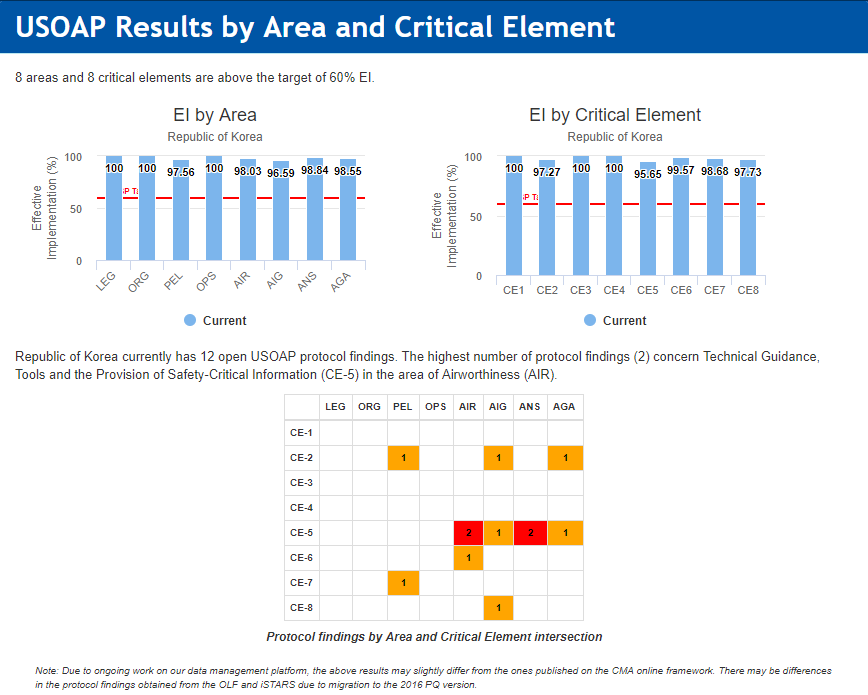 USOAP Results by Area and Critical Element
8 areas and 8 critical elements are above the target of 60% EI.
EI by Area
Republic of Korea
Effective
Implementation (%)
100
50
0
100 100 97.56 100 98.03 96.59 98.84 98.55
LEG ORG PEL OPS AIR AIG ANS AGA
Current
EI by Critical Element
Republic of Korea
Effective
Implementation (%)
100
50
0
100 97.27 100 100 95.65 99.57 98.68 97.73
CE1 CE2 CE3 CE4 CE5 CE6 CE7 CE8
Current
Republic of Korea currently has 12 open USOAP protocol findings. The highest number of protocol findings (2) concern Technical Guidance,
Tools and the Provision of Safety-Critical Information (CE-5) in the area of Airworthiness (AIR).
LEG ORG PEL OPS AIR AIG ANS AGA
CE-1
CE-2 1 1 1
CE-3
CE-4
CE-5 2 1 2 1
CE-6 1
CE-7 1
CE-8 1
Protocol findings by Area and Critical Element intersection
Note: Due to ongoing work on our data management platform, the above results may slightly differ from the ones published on the CMA online framework. There may be differences
in the protocol findings obtained from the OLF and iSTARS due to migration to the 2016 PQ version.